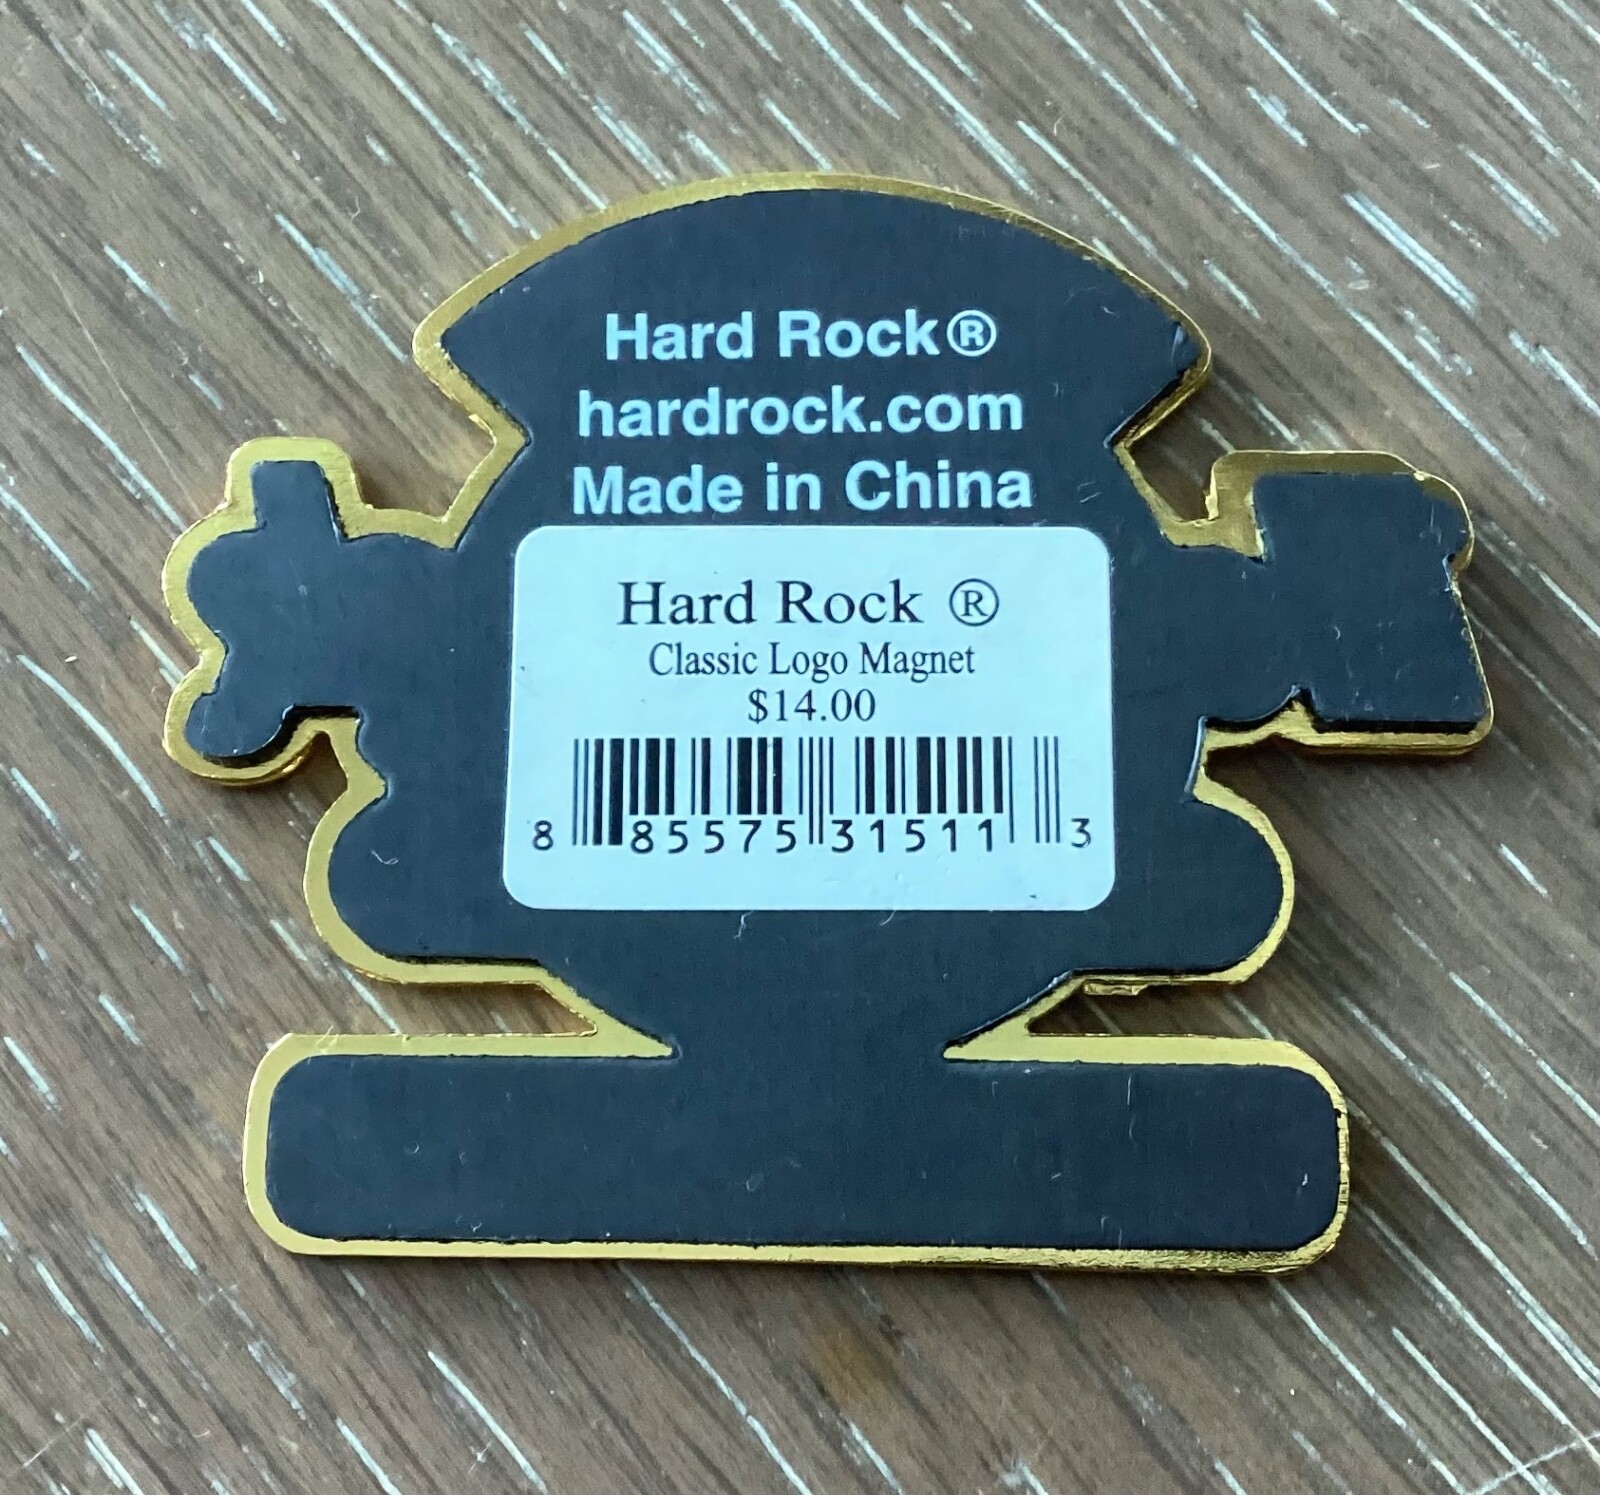 Hard Rock®
hardrock.com
Made in China
Hard Rock ®
Classic Logo Magnet
$14.00
8 85575 31511 3